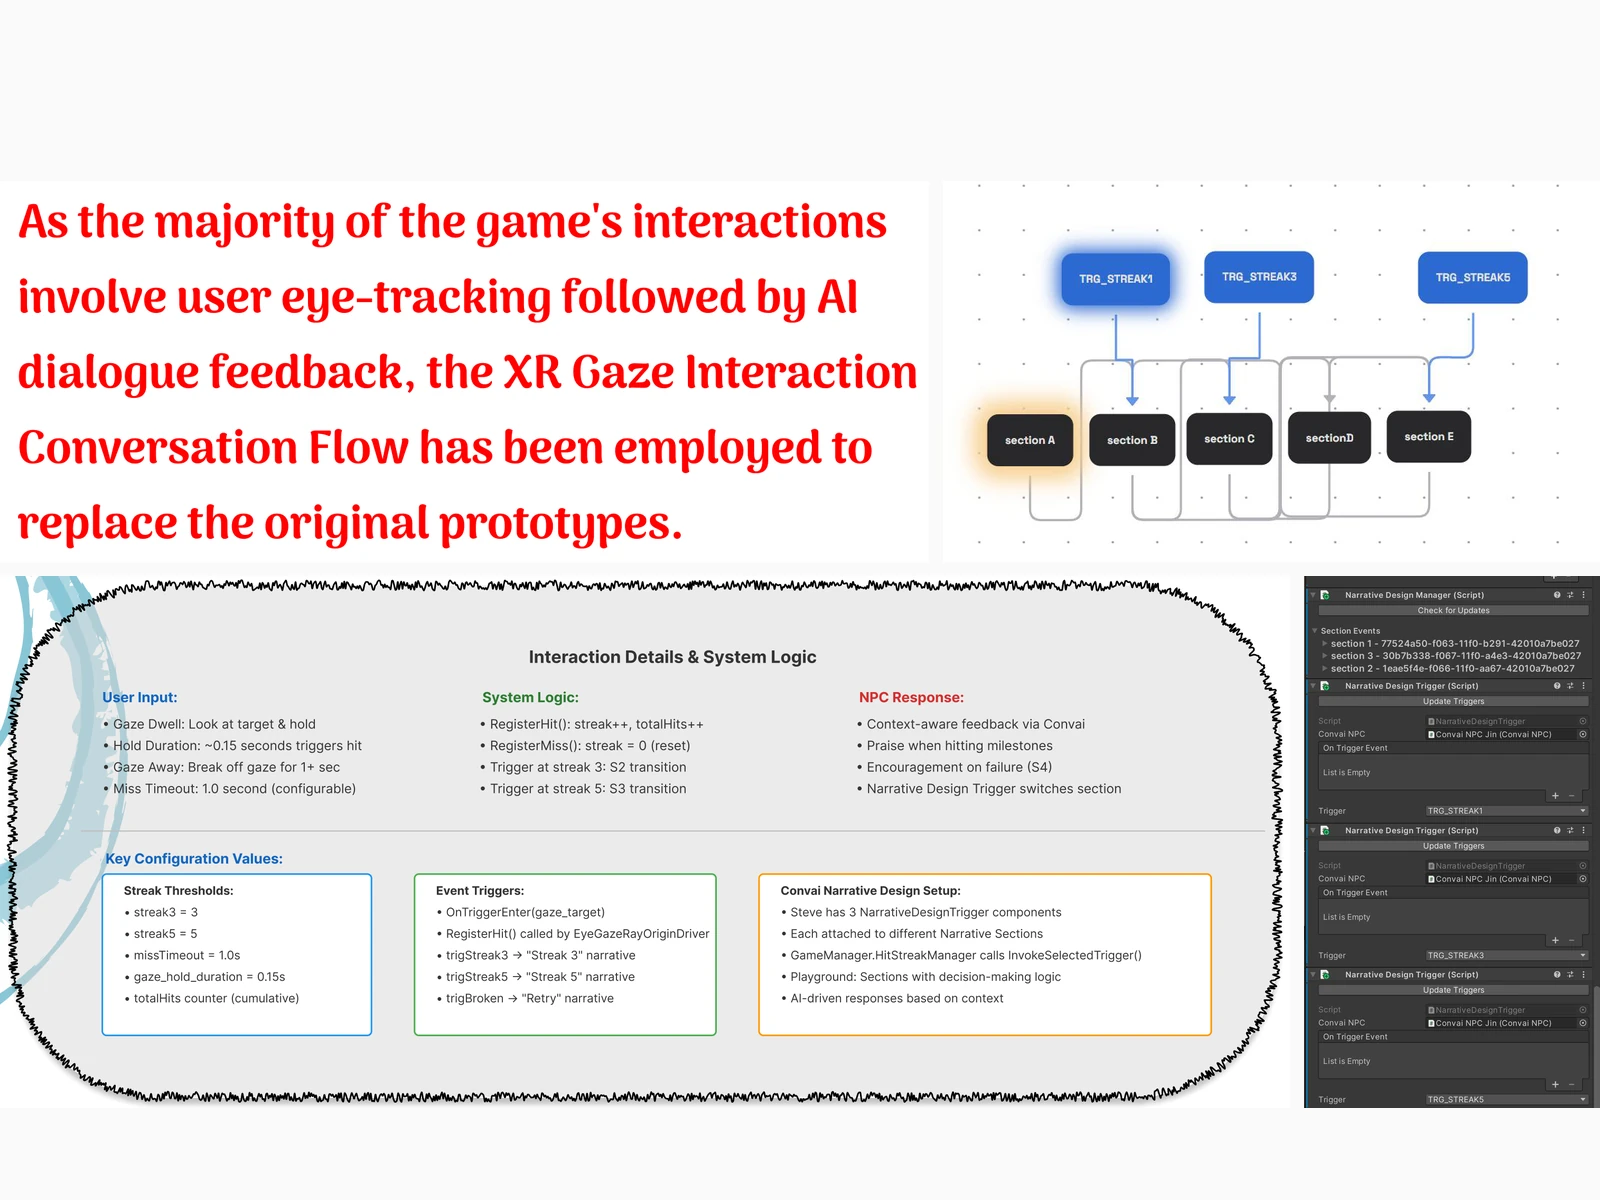 As the majority of the game's interactions
involve user eye-tracking followed by AI
dialogue feedback, the XR Gaze Interaction
Conversation Flow has been employed to
replace the original prototypes.
TRG_STREAK1
TRG_STREAK3
TRG_STREAK5
section A
section B
section C
sectionD
section E
Interaction Details & System Logic
User Input:
• Gaze Dwell: Look at target & hold
• Hold Duration: ~0.15 seconds triggers hit
• Gaze Away: Break off gaze for 1+ sec
• Miss Timeout: 1.0 second (configurable)
System Logic:
• RegisterHit(): streak++, totalHits++
• RegisterMiss(): streak = 0 (reset)
• Trigger at streak 3: S2 transition
• Trigger at streak 5: S3 transition
NPC Response:
• Context-aware feedback via Convai
• Praise when hitting milestones
• Encouragement on failure (S4)
• Narrative Design Trigger switches section
Key Configuration Values:
Streak Thresholds:
• streak3 = 3
• streak5 = 5
• missTimeout = 1.0s
• gaze_hold_duration = 0.15s
• totalHits counter (cumulative)
Event Triggers:
• OnTriggerEnter(gaze_target)
• RegisterHit() called by EyeGazeRayOriginDriver
• trigStreak3 → "Streak 3" narrative
• trigStreak5 → "Streak 5" narrative
• trigBroken → "Retry" narrative
Convai Narrative Design Setup:
• Steve has 3 NarrativeDesignTrigger components
• Each attached to different Narrative Sections
• GameManager.HitStreakManager calls InvokeSelectedTrigger()
• Playground: Sections with decision-making logic
• AI-driven responses based on context
Narrative Design Manager (Script)
Check for Updates
Section Events
section 1 - 77524a50-f063-11f0-b291-42010a7be027
section 3 - 30b7b338-f067-11f0-a4e3-42010a7be027
section 2 - 1eae5f4e-f066-11f0-aa67-42010a7be027
Narrative Design Trigger (Script)
Update Triggers
Script NarrativeDesignTrigger
Convai NPC Convai NPC Jin (Convai NPC)
On Trigger Event
List is Empty
Trigger TRG_STREAK1
Narrative Design Trigger (Script)
Update Triggers
Script NarrativeDesignTrigger
Convai NPC Convai NPC Jin (Convai NPC)
On Trigger Event
List is Empty
Trigger TRG_STREAK3
Narrative Design Trigger (Script)
Update Triggers
Script NarrativeDesignTrigger
Convai NPC Convai NPC Jin (Convai NPC)
On Trigger Event
List is Empty
Trigger TRG_STREAK5